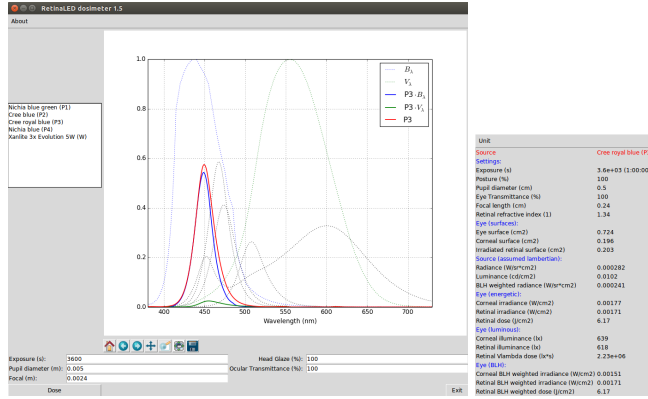 RetinaLED dosimeter 1.5
About
Nichia blue green (P1)
Cree blue (P2)
Cree royal blue (P3)
Nichia blue (P4)
Xanlite 3x Evolution 5W (W)
1.0
0.8
0.6
0.4
0.2
0.0
400 450 500 550 600 650 700
Wavelength (nm)
B_λ
V_λ
P3 ·B_λ
P3 ·V_λ
P3
Exposure (s): 3600 Head Glaze (%): 100
Pupil diameter (m): 0.005 Ocular Transmittance (%): 100
Focal (m): 0.0024
Dose Exit
Unit
Source Cree royal blue (P
Settings:
Exposure (s) 3.6e+03 (1:00:00
Posture (%) 100
Pupil diameter (cm) 0.5
Eye Transmittance (%) 100
Focal length (cm) 0.24
Retinal refractive index (1) 1.34
Eye (surfaces):
Eye surface (cm2) 0.724
Corneal surface (cm2) 0.196
Irradiated retinal surface (cm2) 0.203
Source (assumed lambertian):
Radiance (W/sr*cm2) 0.000282
Luminance (cd/cm2) 0.0102
BLH weighted radiance (W/sr*cm2) 0.000241
Eye (energetic):
Corneal irradiance (W/cm2) 0.00177
Retinal irradiance (W/cm2) 0.00171
Retinal dose (J/cm2) 6.17
Eye (luminous):
Corneal illuminance (lx) 639
Retinal illuminance (lx) 618
Retinal Vlambda dose (lx*s) 2.23e+06
Eye (BLH):
Corneal BLH weighted irradiance (W/cm2) 0.00151
Retinal BLH weighted irradiance (W/cm2) 0.00171
Retinal BLH weighted dose (J/cm2) 6.17